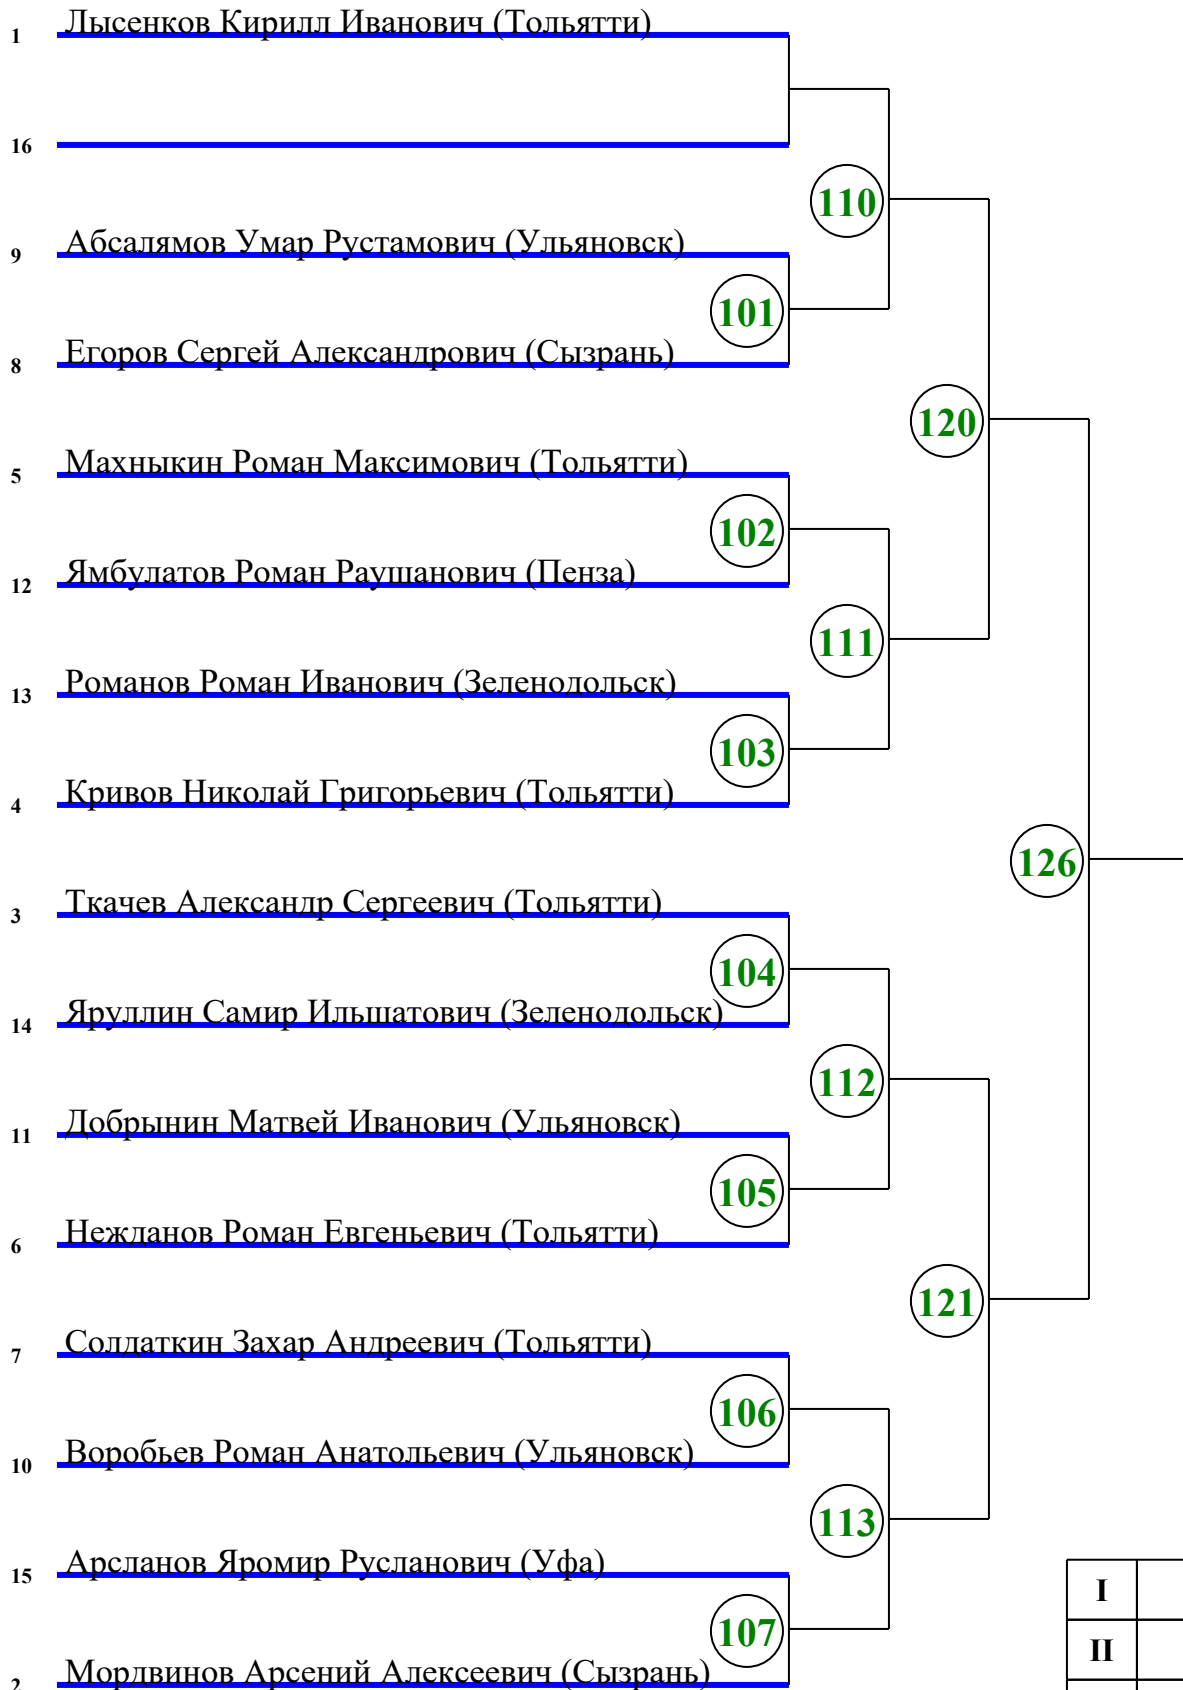 1 Лысенков Кирилл Иванович (Тольятти)
16
110
9 Абсалямов Умар Рустамович (Ульяновск)
101
8 Егоров Сергей Александрович (Сызрань)
120
5 Махныкин Роман Максимович (Тольятти)
102
12 Ямбулатов Роман Раушанович (Пенза)
111
13 Романов Роман Иванович (Зеленодольск)
103
4 Кривов Николай Григорьевич (Тольятти)
126
3 Ткачев Александр Сергеевич (Тольятти)
104
14 Яруллин Самир Ильшатович (Зеленодольск)
112
11 Добрынин Матвей Иванович (Ульяновск)
105
6 Нежданов Роман Евгеньевич (Тольятти)
121
7 Солдаткин Захар Андреевич (Тольятти)
106
10 Воробьев Роман Анатольевич (Ульяновск)
113
15 Арсланов Яромир Русланович (Уфа)
I
107
II
2 Мордвинов Арсений Алексеевич (Сызрань)